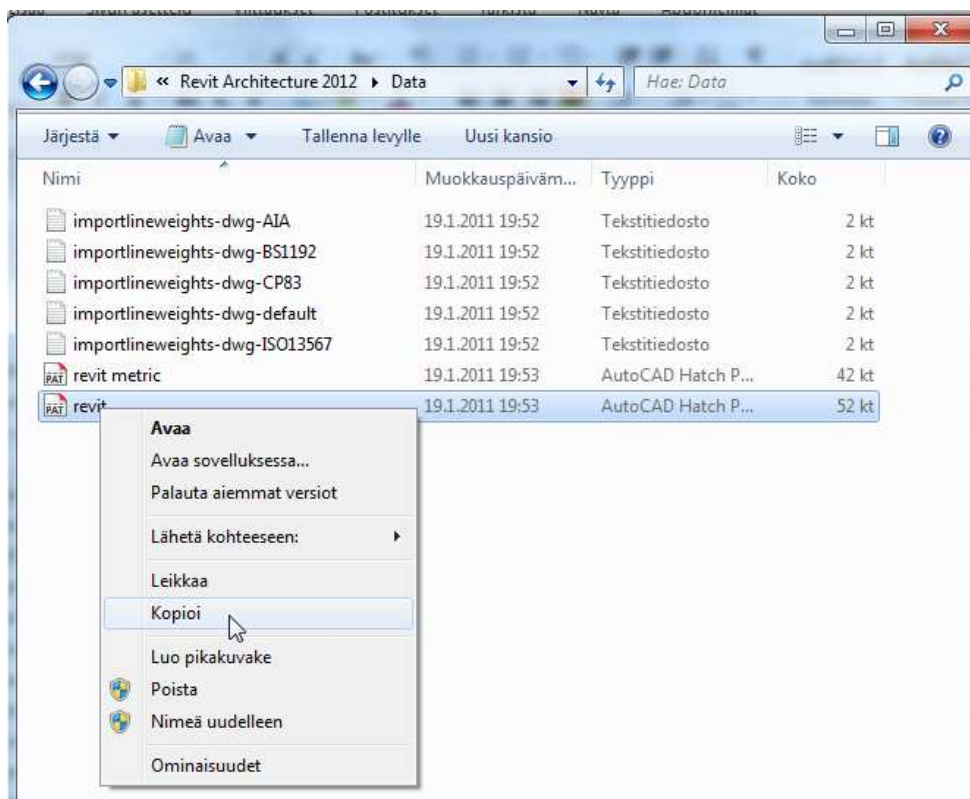 « Revit Architecture 2012 ▸ Data
Hae: Data
Järjestä Avaa Tallenna levylle Uusi kansio
Nimi Muokkauspäiväm... Tyyppi Koko
importlineweights-dwg-AIA 19.1.2011 19:52 Tekstitiedosto 2 kt
importlineweights-dwg-BS1192 19.1.2011 19:52 Tekstitiedosto 2 kt
importlineweights-dwg-CP83 19.1.2011 19:52 Tekstitiedosto 2 kt
importlineweights-dwg-default 19.1.2011 19:52 Tekstitiedosto 2 kt
importlineweights-dwg-ISO13567 19.1.2011 19:52 Tekstitiedosto 2 kt
PAT revit metric 19.1.2011 19:53 AutoCAD Hatch P... 42 kt
PAT revit 19.1.2011 19:53 AutoCAD Hatch P... 52 kt
Avaa
Avaa sovelluksessa...
Palauta aiemmat versiot
Lähetä kohteeseen:
Leikkaa
Kopioi
Luo pikakuvake
Poista
Nimeä uudelleen
Ominaisuudet